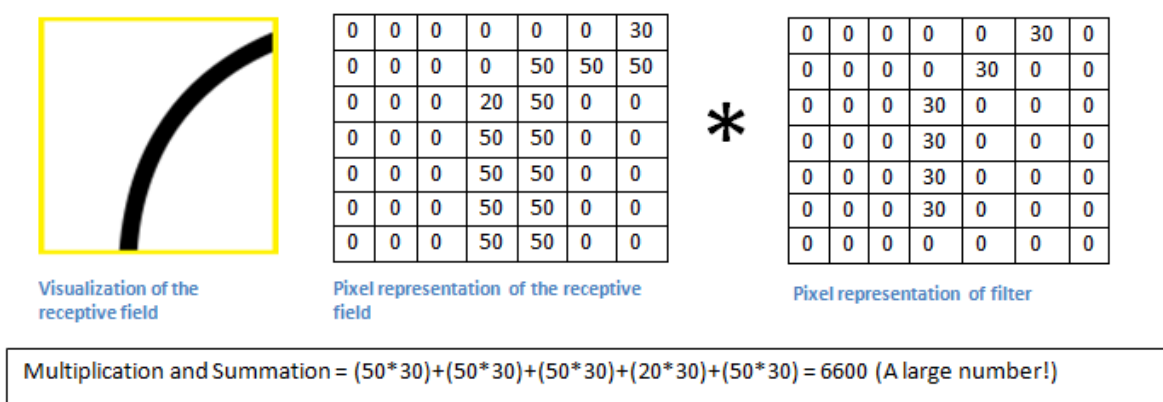 0 0 0 0 0 0 30
0 0 0 0 50 50 50
0 0 0 20 50 0 0
0 0 0 50 50 0 0
0 0 0 50 50 0 0
0 0 0 50 50 0 0
0 0 0 50 50 0 0
*
0 0 0 0 0 30 0
0 0 0 0 30 0 0
0 0 0 30 0 0 0
0 0 0 30 0 0 0
0 0 0 30 0 0 0
0 0 0 30 0 0 0
0 0 0 0 0 0 0
Visualization of the
receptive field
Pixel representation of the receptive
field
Pixel representation of filter
Multiplication and Summation = (50*30)+(50*30)+(50*30)+(20*30)+(50*30) = 6600 (A large number!)